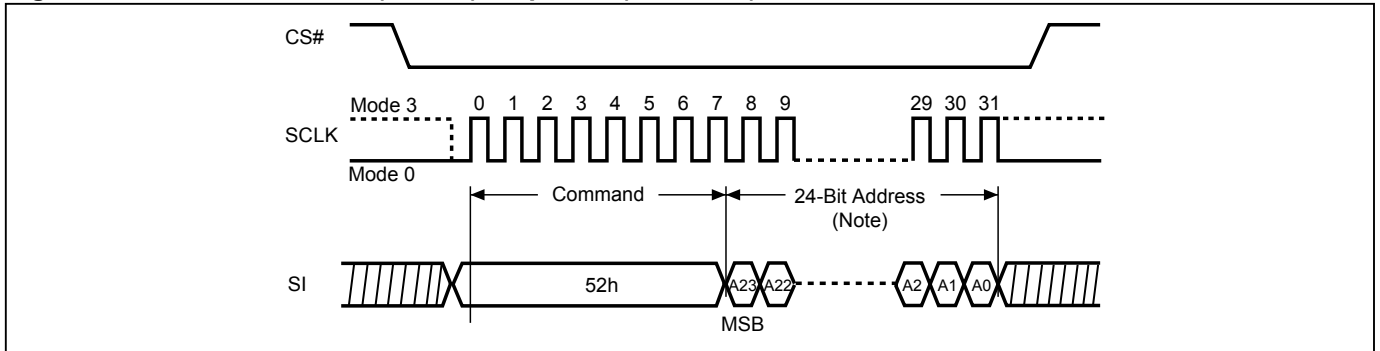 CS#
Mode 3
0 1 2 3 4 5 6 7 8 9 29 30 31
SCLK
Mode 0
Command
24-Bit Address
(Note)
SI
52h
A23 A22 A2 A1 A0
MSB